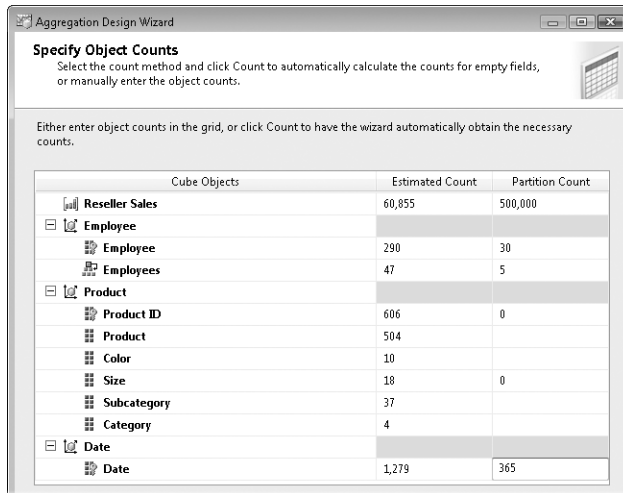 Aggregation Design Wizard
Specify Object Counts
Select the count method and click Count to automatically calculate the counts for empty fields,
or manually enter the object counts.
Either enter object counts in the grid, or click Count to have the wizard automatically obtain the necessary
counts.
Cube Objects Estimated Count Partition Count
Reseller Sales 60,855 500,000
Employee
Employee 290 30
Employees 47 5
Product
Product ID 606 0
Product 504
Color 10
Size 18 0
Subcategory 37
Category 4
Date
Date 1,279 365